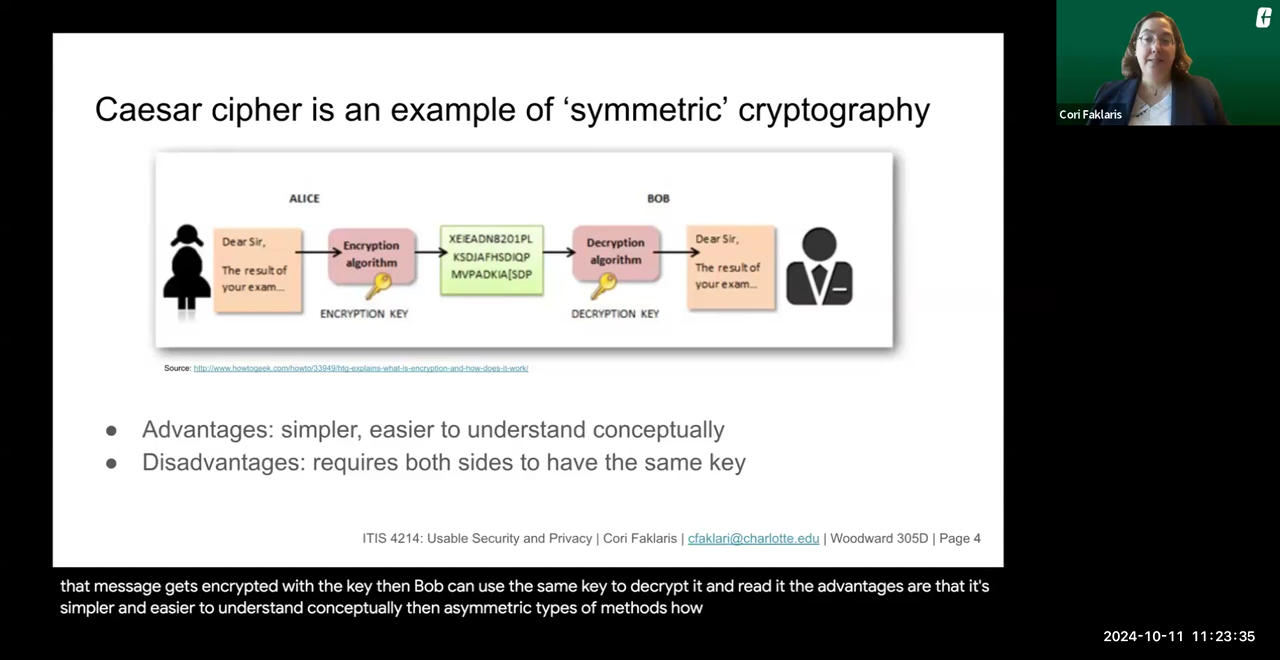 Caesar cipher is an example of ‘symmetric’ cryptography
ALICE
BOB
Dear Sir,
The result of
your exam...
Encryption
algorithm
ENCRYPTION KEY
XEIEADN8201PL
KSDJAFHSDIQP
MVPADKIA[SDP
Decryption
algorithm
DECRYPTION KEY
Dear Sir,
The result of
your exam...
Source: http://www.howtogeek.com/howto/33949/htg-explains-what-is-encryption-and-how-does-it-work/
● Advantages: simpler, easier to understand conceptually
● Disadvantages: requires both sides to have the same key
ITIS 4214: Usable Security and Privacy | Cori Faklaris | cfaklari@charlotte.edu | Woodward 305D | Page 4
Cori Faklaris
that message gets encrypted with the key then Bob can use the same key to decrypt it and read it the advantages are that it's
simpler and easier to understand conceptually then asymmetric types of methods how
2024-10-11 11:23:35